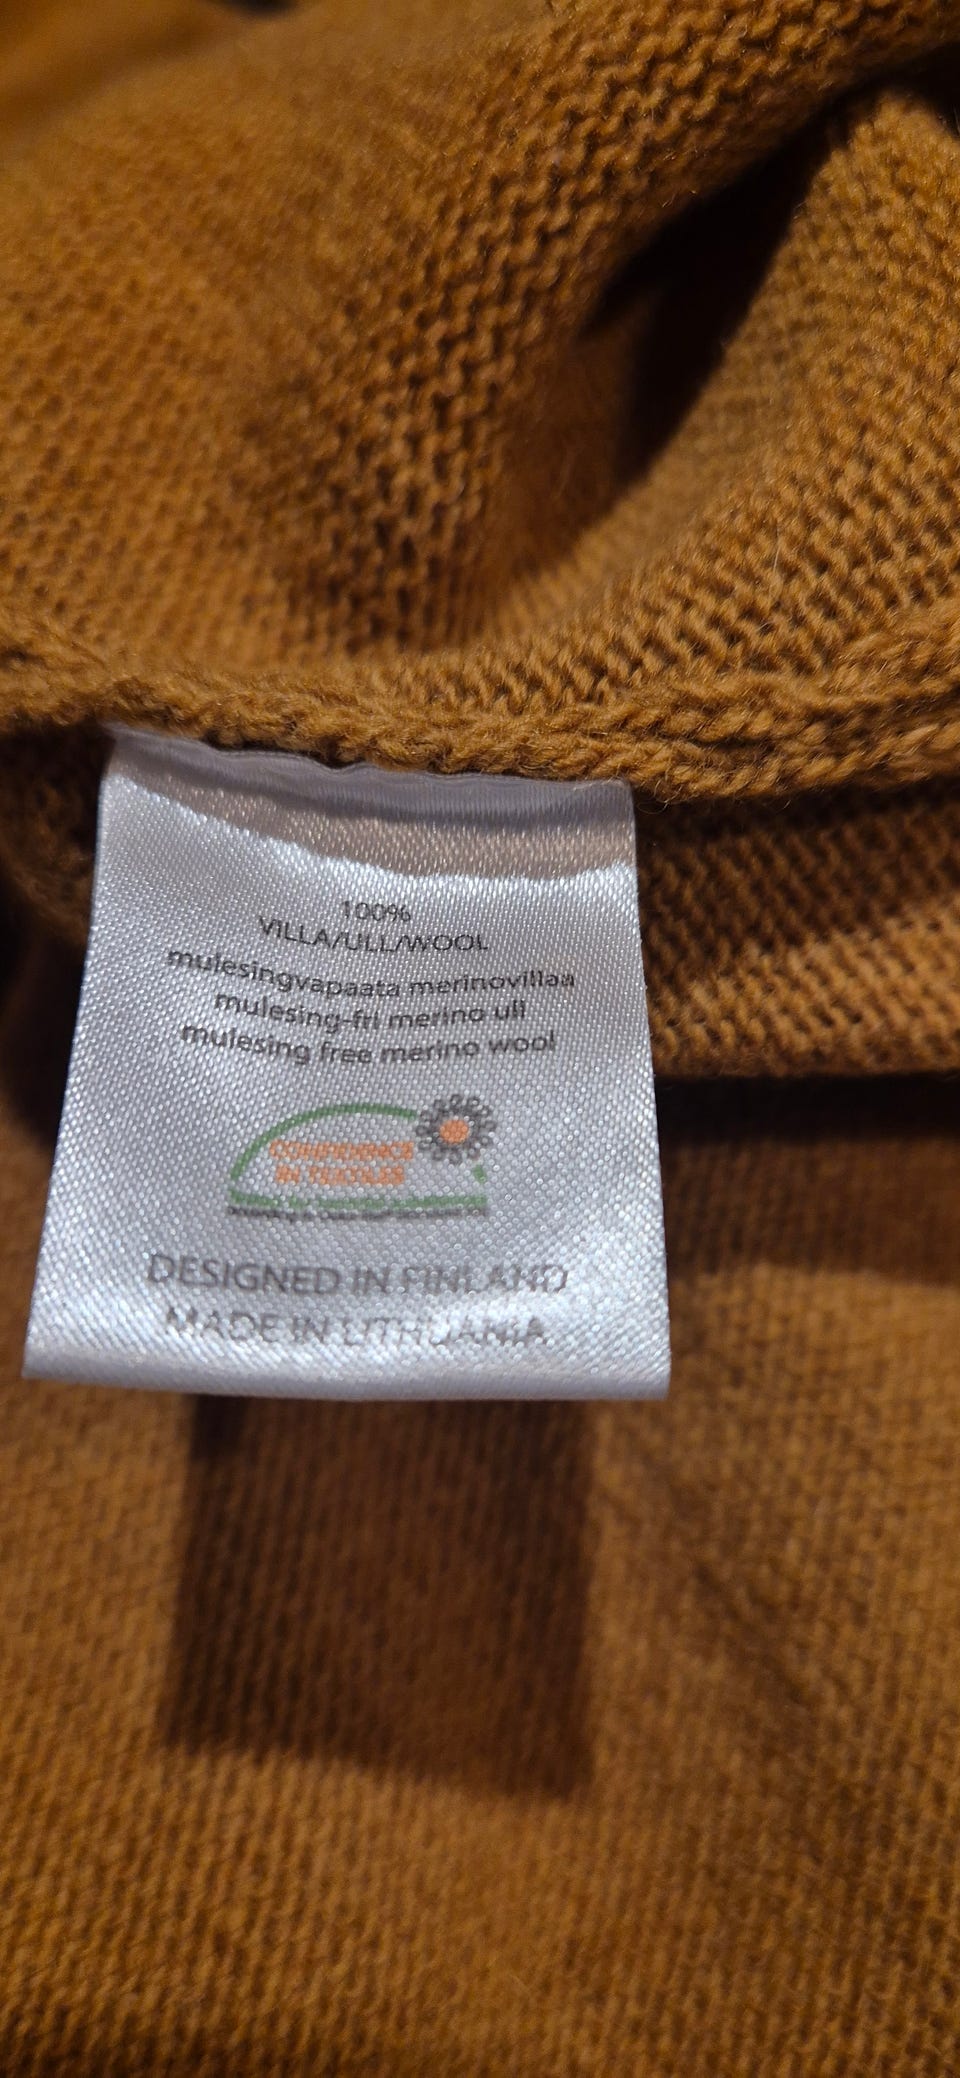 100%
VILLA/ULL/WOOL
mulesingvapaata merinovillaa
mulesing-fri merino ull
mulesing free merino wool
CONFIDENCE
IN TEXTILES
DESIGNED IN FINLAND
MADE IN LITHUANIA